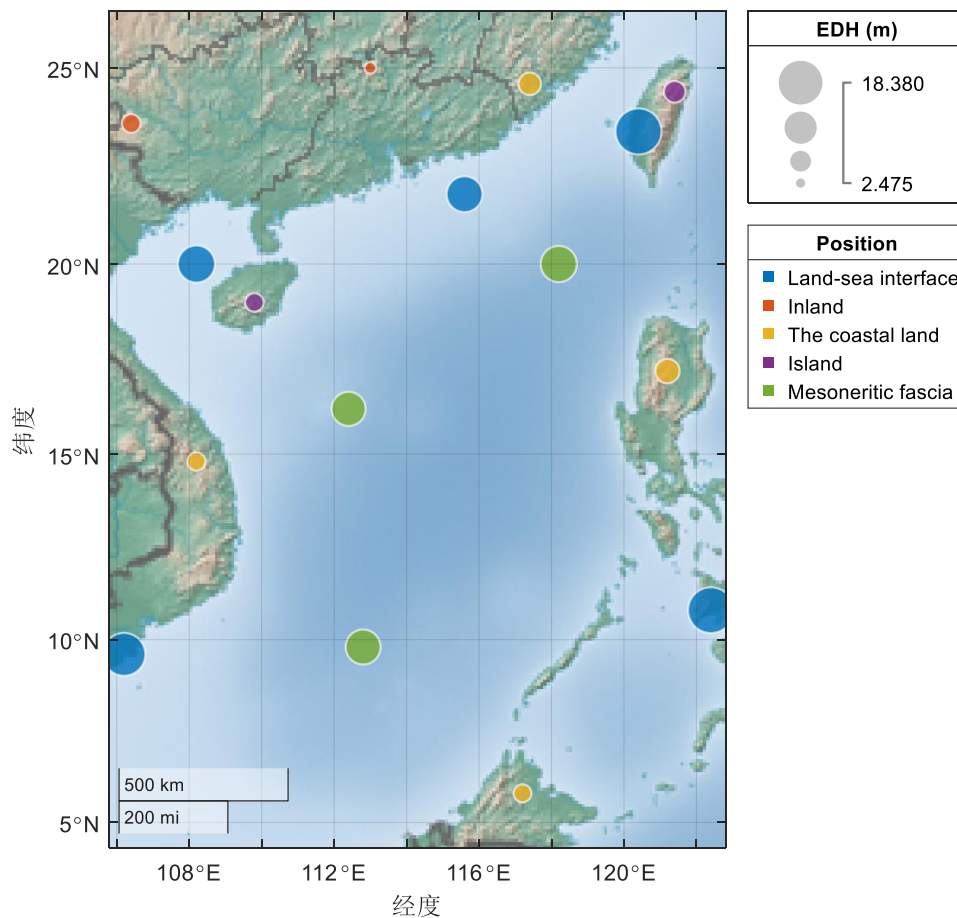 EDH (m)
18.380
2.475
Position
Land-sea interface
Inland
The coastal land
Island
Mesoneritic fascia
25°N
20°N
15°N
10°N
5°N
纬度
500 km
200 mi
108°E
112°E
116°E
120°E
经度